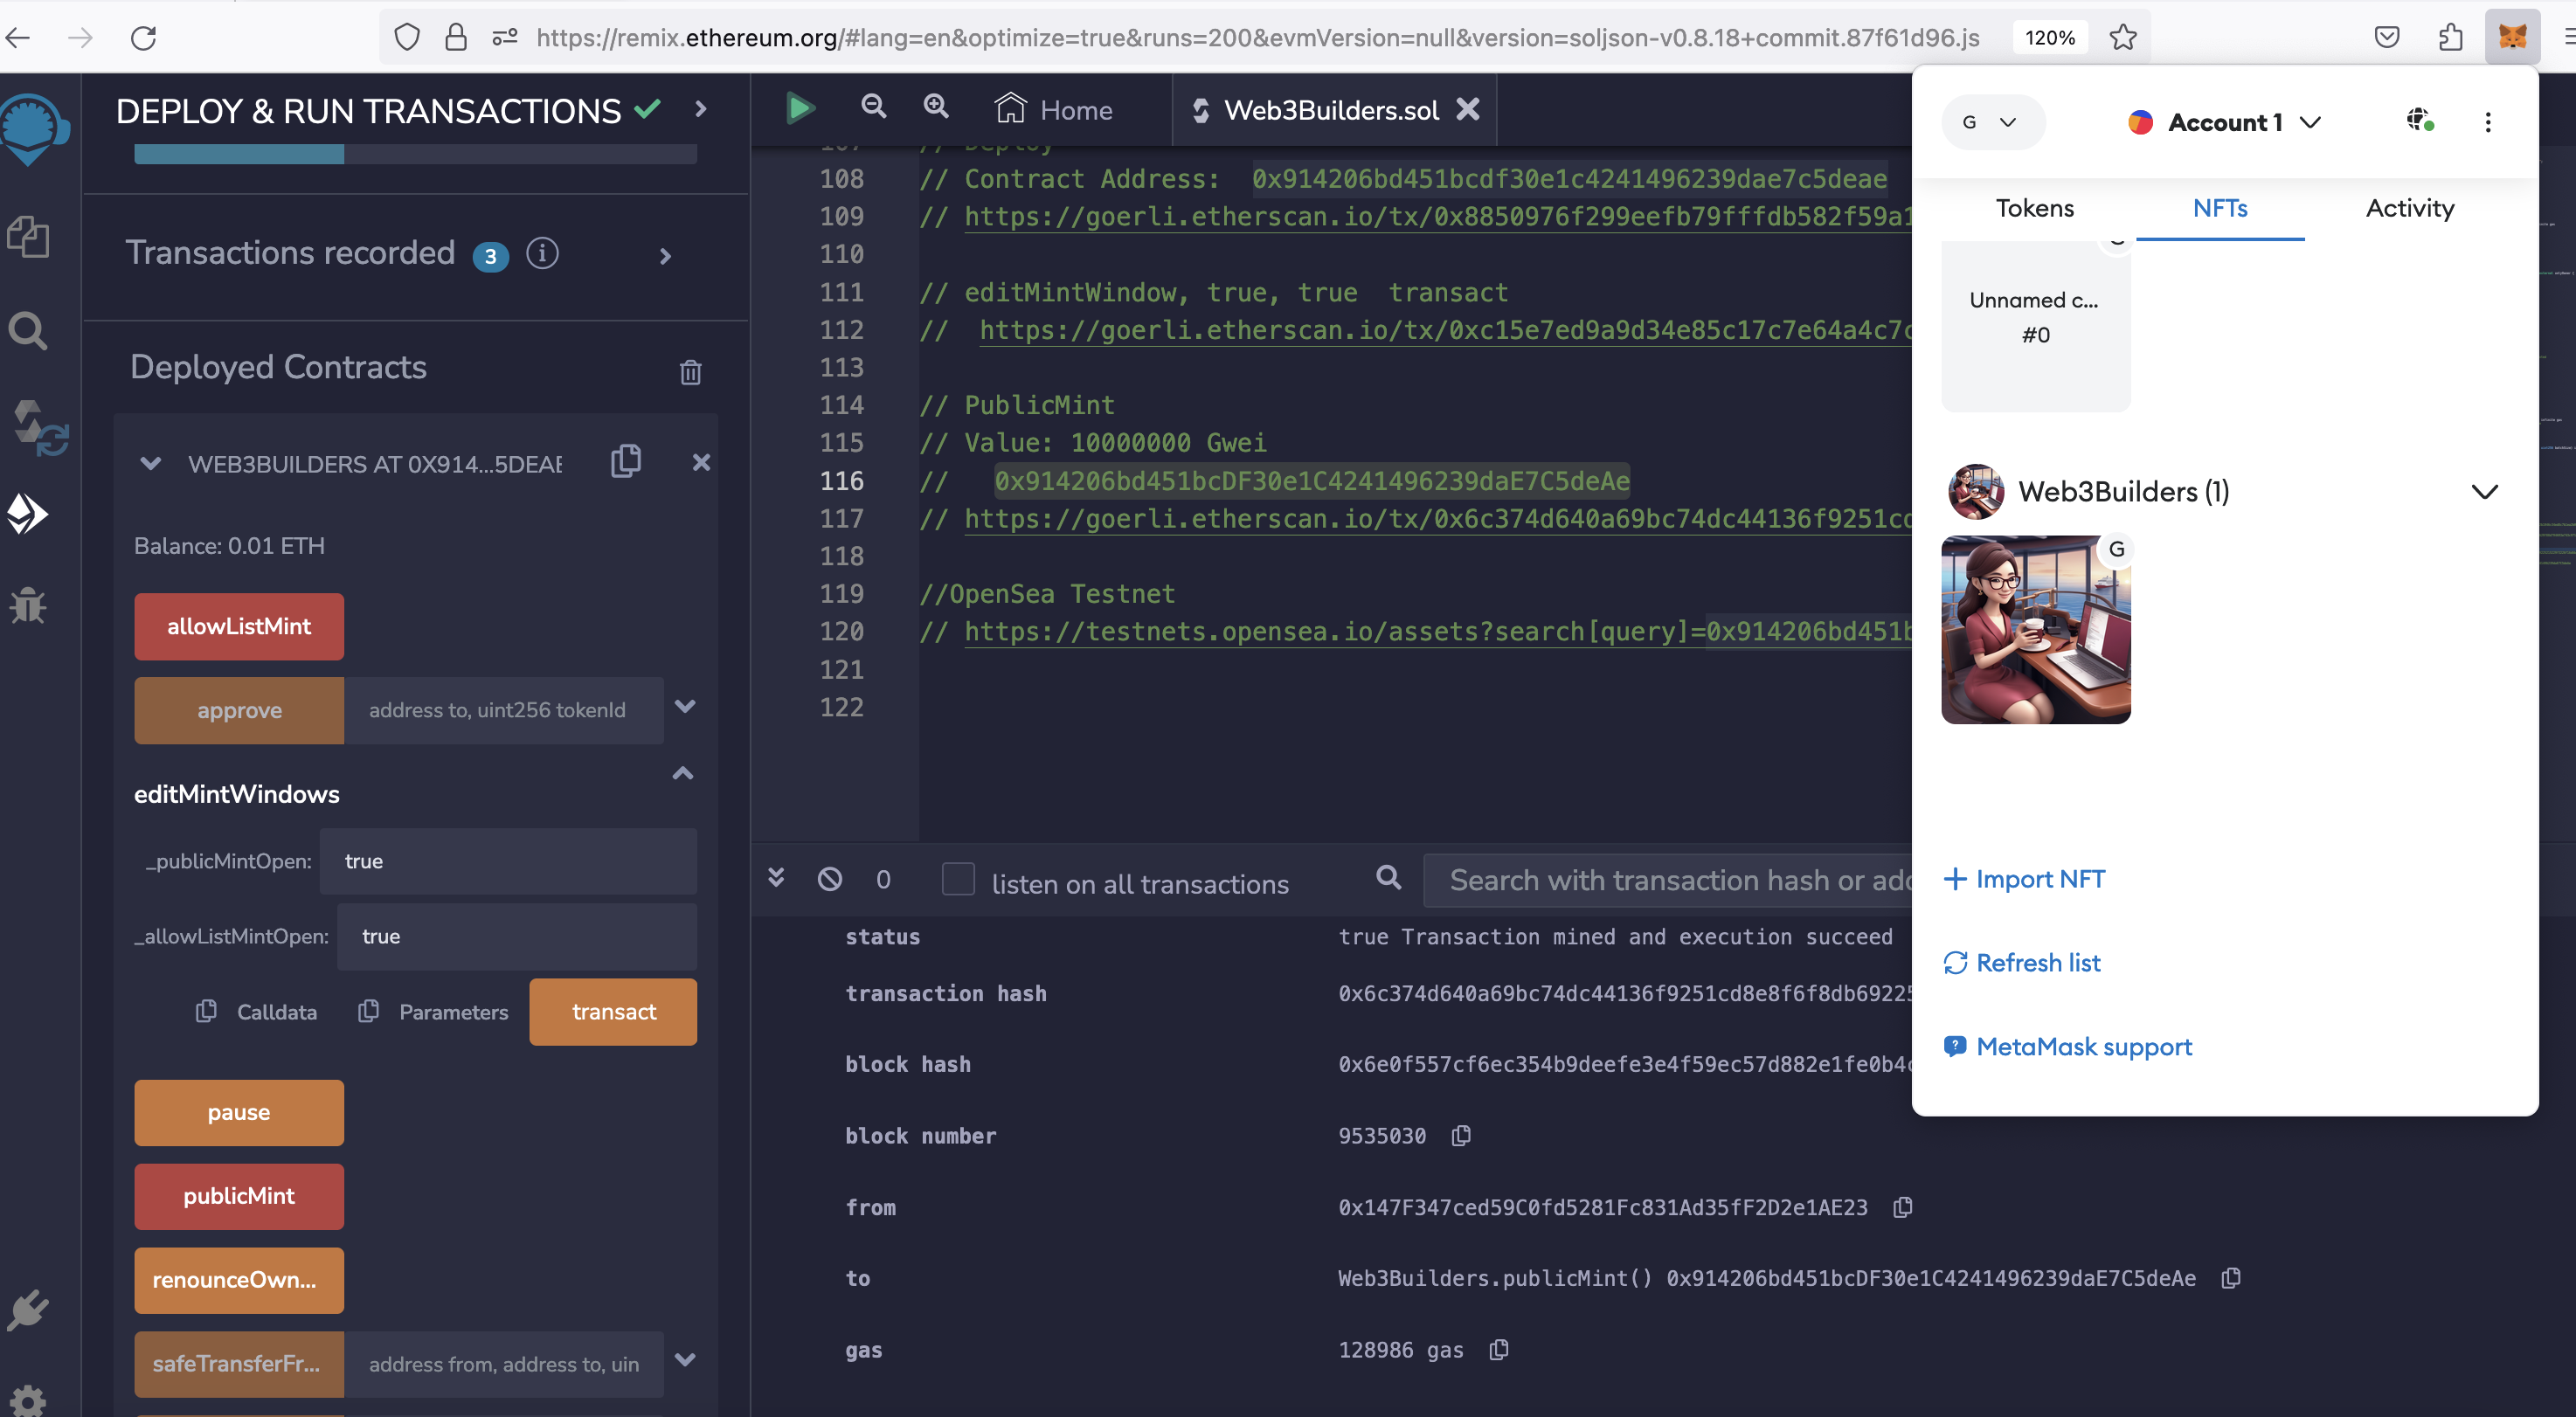 https://remix.ethereum.org/#lang=en&optimize=true&runs=200&evmVersion=null&version=soljson-v0.8.18+commit.87f61d96.js
120%
DEPLOY & RUN TRANSACTIONS
Transactions recorded 3
Deployed Contracts
WEB3BUILDERS AT 0X914...5DEAE
Balance: 0.01 ETH
allowListMint
approve address to, uint256 tokenId
editMintWindows
_publicMintOpen: true
_allowListMintOpen: true
Calldata Parameters transact
pause
publicMint
renounceOwn...
safeTransferFr... address from, address to, uin
Home Web3Builders.sol
107 // Deploy
108 // Contract Address: 0x914206bd451bcdf30e1c4241496239dae7c5deae
109 // https://goerli.etherscan.io/tx/0x8850976f299eefb79fffdb582f59a1
110
111 // editMintWindow, true, true transact
112 // https://goerli.etherscan.io/tx/0xc15e7ed9a9d34e85c17c7e64a4c7c
113
114 // PublicMint
115 // Value: 10000000 Gwei
116 // 0x914206bd451bcDF30e1C4241496239daE7C5deAe
117 // https://goerli.etherscan.io/tx/0x6c374d640a69bc74dc44136f9251cd
118
119 //OpenSea Testnet
120 // https://testnets.opensea.io/assets?search[query]=0x914206bd451b
121
122
0 listen on all transactions Search with transaction hash or add
status true Transaction mined and execution succeed
transaction hash 0x6c374d640a69bc74dc44136f9251cd8e8f6f8db69225
block hash 0x6e0f557cf6ec354b9deefe3e4f59ec57d882e1fe0b4c
block number 9535030
from 0x147F347ced59C0fd5281Fc831Ad35fF2D2e1AE23
to Web3Builders.publicMint() 0x914206bd451bcDF30e1C4241496239daE7C5deAe
gas 128986 gas
G Account 1
Tokens NFTs Activity
Unnamed c...
#0
Web3Builders (1)
G
Import NFT
Refresh list
MetaMask support